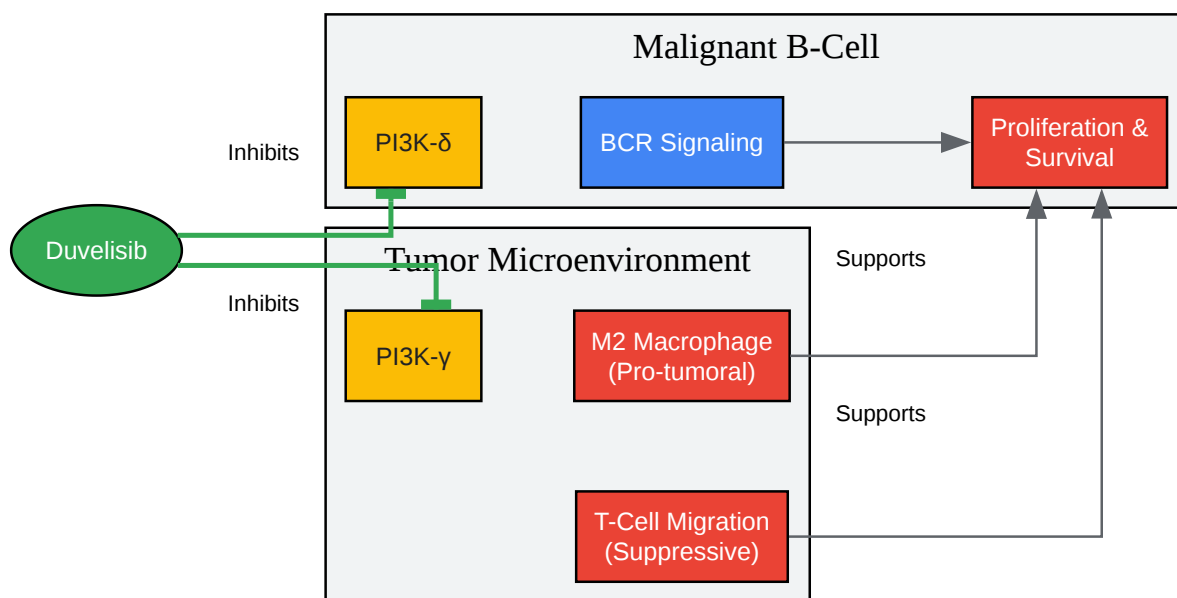 Malignant B-Cell
PI3K-δ
BCR Signaling
Proliferation &
Survival
Inhibits
Duvelisib
Inhibits
Tumor Microenvironment
Supports
PI3K-γ
M2 Macrophage
(Pro-tumoral)
Supports
T-Cell Migration
(Suppressive)